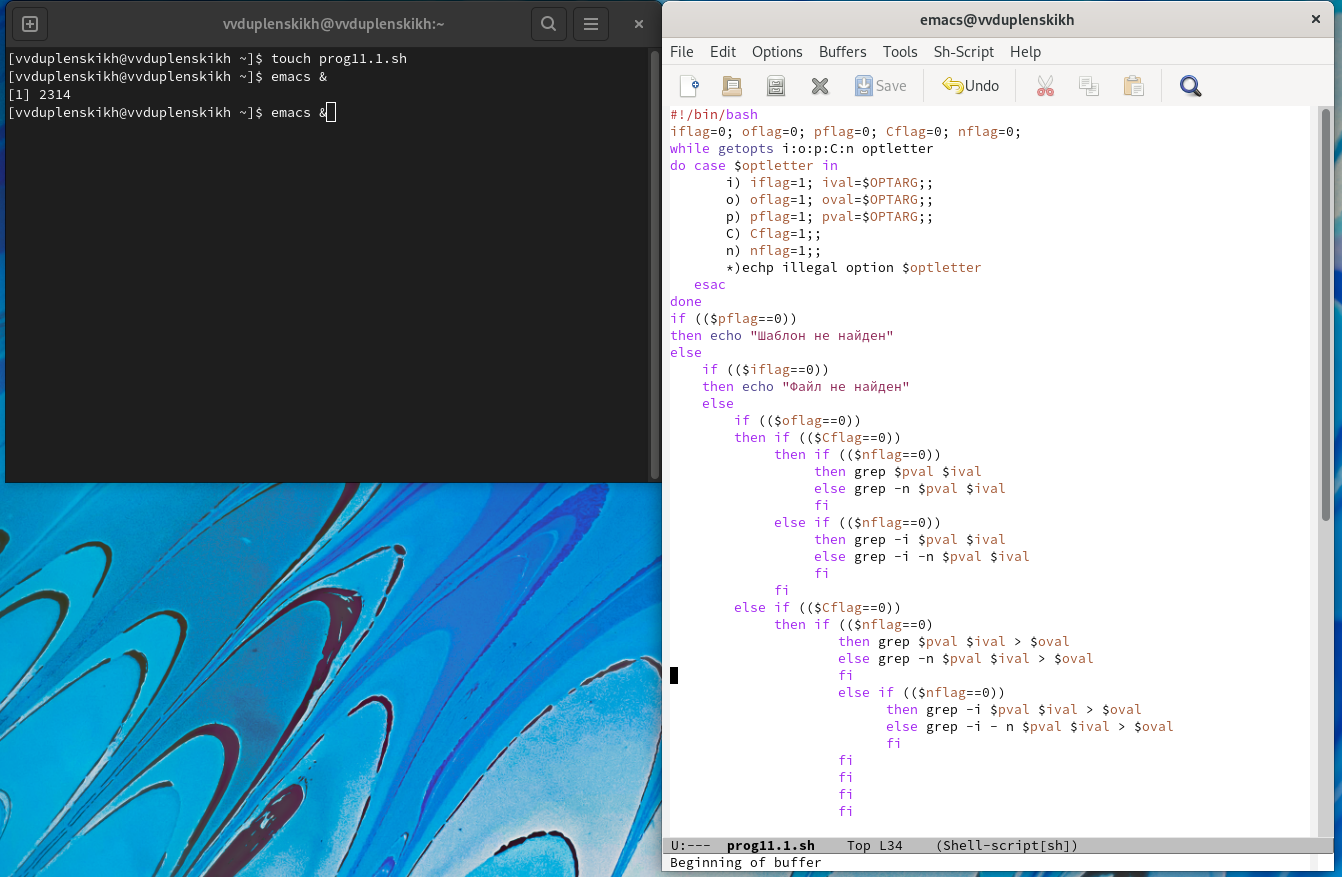 vvduplenskikh@vvduplenskikh:~
[vvduplenskikh@vvduplenskikh ~]$ touch prog11.1.sh
[vvduplenskikh@vvduplenskikh ~]$ emacs &
[1] 2314
[vvduplenskikh@vvduplenskikh ~]$ emacs &
emacs@vvduplenskikh
File Edit Options Buffers Tools Sh-Script Help
Save Undo
#!/bin/bash
iflag=0; oflag=0; pflag=0; Cflag=0; nflag=0;
while getopts i:o:p:C:n optletter
do case $optletter in
i) iflag=1; ival=$OPTARG;;
o) oflag=1; oval=$OPTARG;;
p) pflag=1; pval=$OPTARG;;
C) Cflag=1;;
n) nflag=1;;
*)echp illegal option $optletter
esac
done
if (($pflag==0))
then echo "Шаблон не найден"
else
if (($iflag==0))
then echo "Файл не найден"
else
if (($oflag==0))
then if (($Cflag==0))
then if (($nflag==0))
then grep $pval $ival
else grep -n $pval $ival
fi
else if (($nflag==0))
then grep -i $pval $ival
else grep -i -n $pval $ival
fi
fi
else if (($Cflag==0))
then if (($nflag==0)
then grep $pval $ival > $oval
else grep -n $pval $ival > $oval
fi
else if (($nflag==0))
then grep -i $pval $ival > $oval
else grep -i - n $pval $ival > $oval
fi
fi
fi
fi
fi
U:--- prog11.1.sh Top L34 (Shell-script[sh])
Beginning of buffer